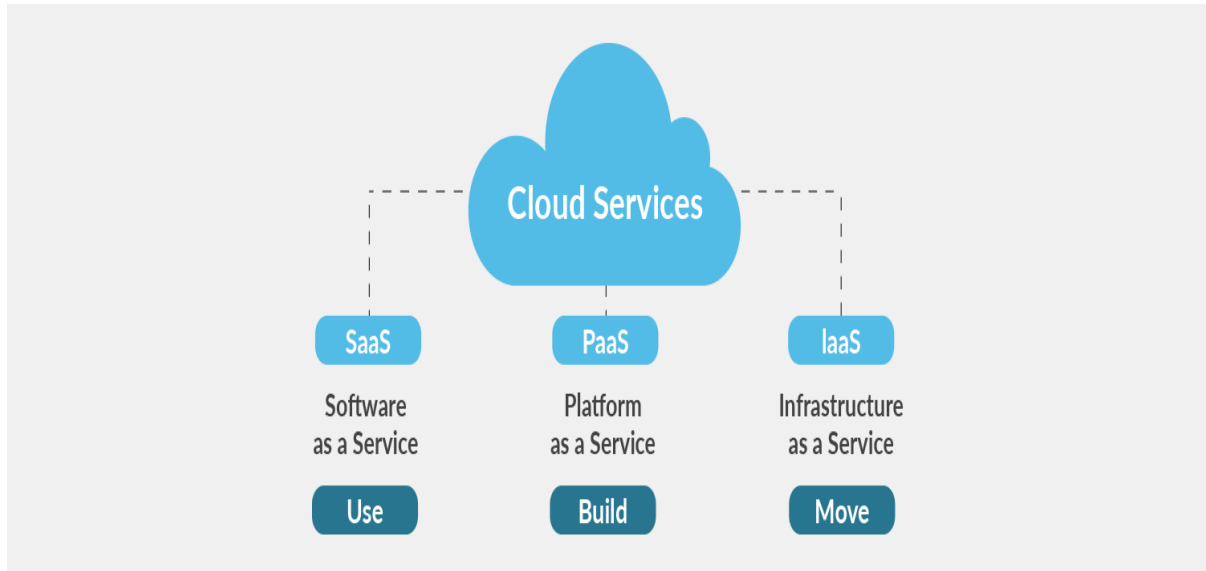 Cloud Services
SaaS
PaaS
IaaS
Software
as a Service
Platform
as a Service
Infrastructure
as a Service
Use
Build
Move